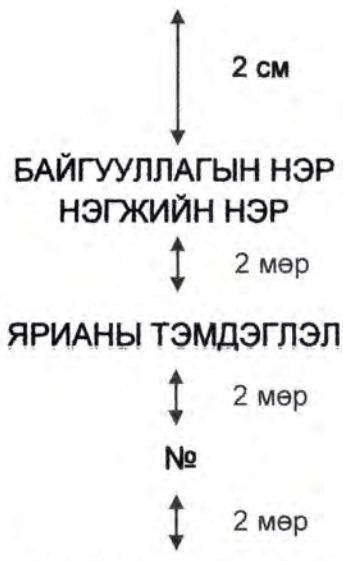 2 см
БАЙГУУЛЛАГЫН НЭР
НЭГЖИЙН НЭР
2 мөр
ЯРИАНЫ ТЭМДЭГЛЭЛ
2 мөр
№
2 мөр